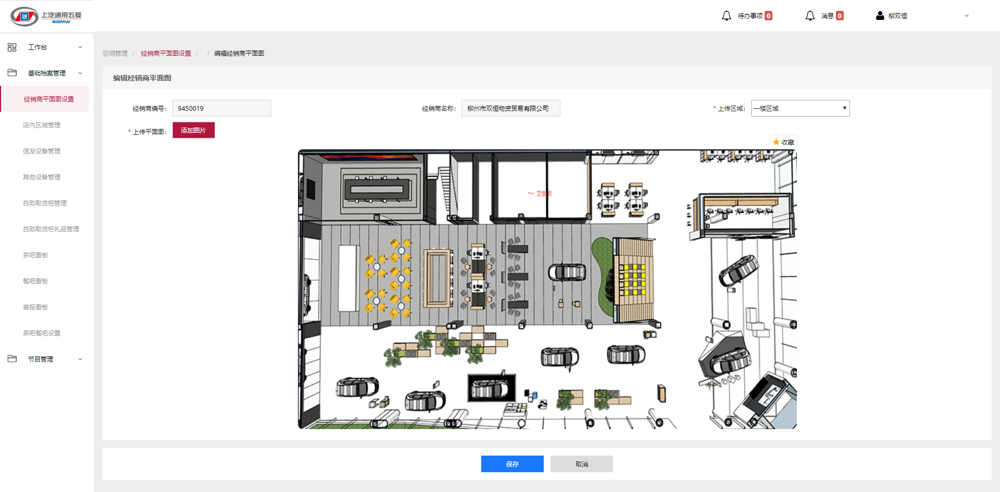 上汽通用五菱
SGMW
GM
待办事项 0
消息 0
柳双恒
工作台
基础档案管理
经销商平面图设置
店内区域管理
信发设备管理
其他设备管理
自助取货柜管理
自助取货柜礼品管理
茶吧看板
餐吧看板
喜报看板
茶吧餐吧设置
节目管理
空间管理 / 经销商平面图设置 / / 编辑经销商平面图
编辑经销商平面图
经销商编号: 9450019
经销商名称: 柳州市双恒物资贸易有限公司
* 上传区域: 一楼区域
* 上传平面图: 添加图片
收藏
卫生间
保存
取消